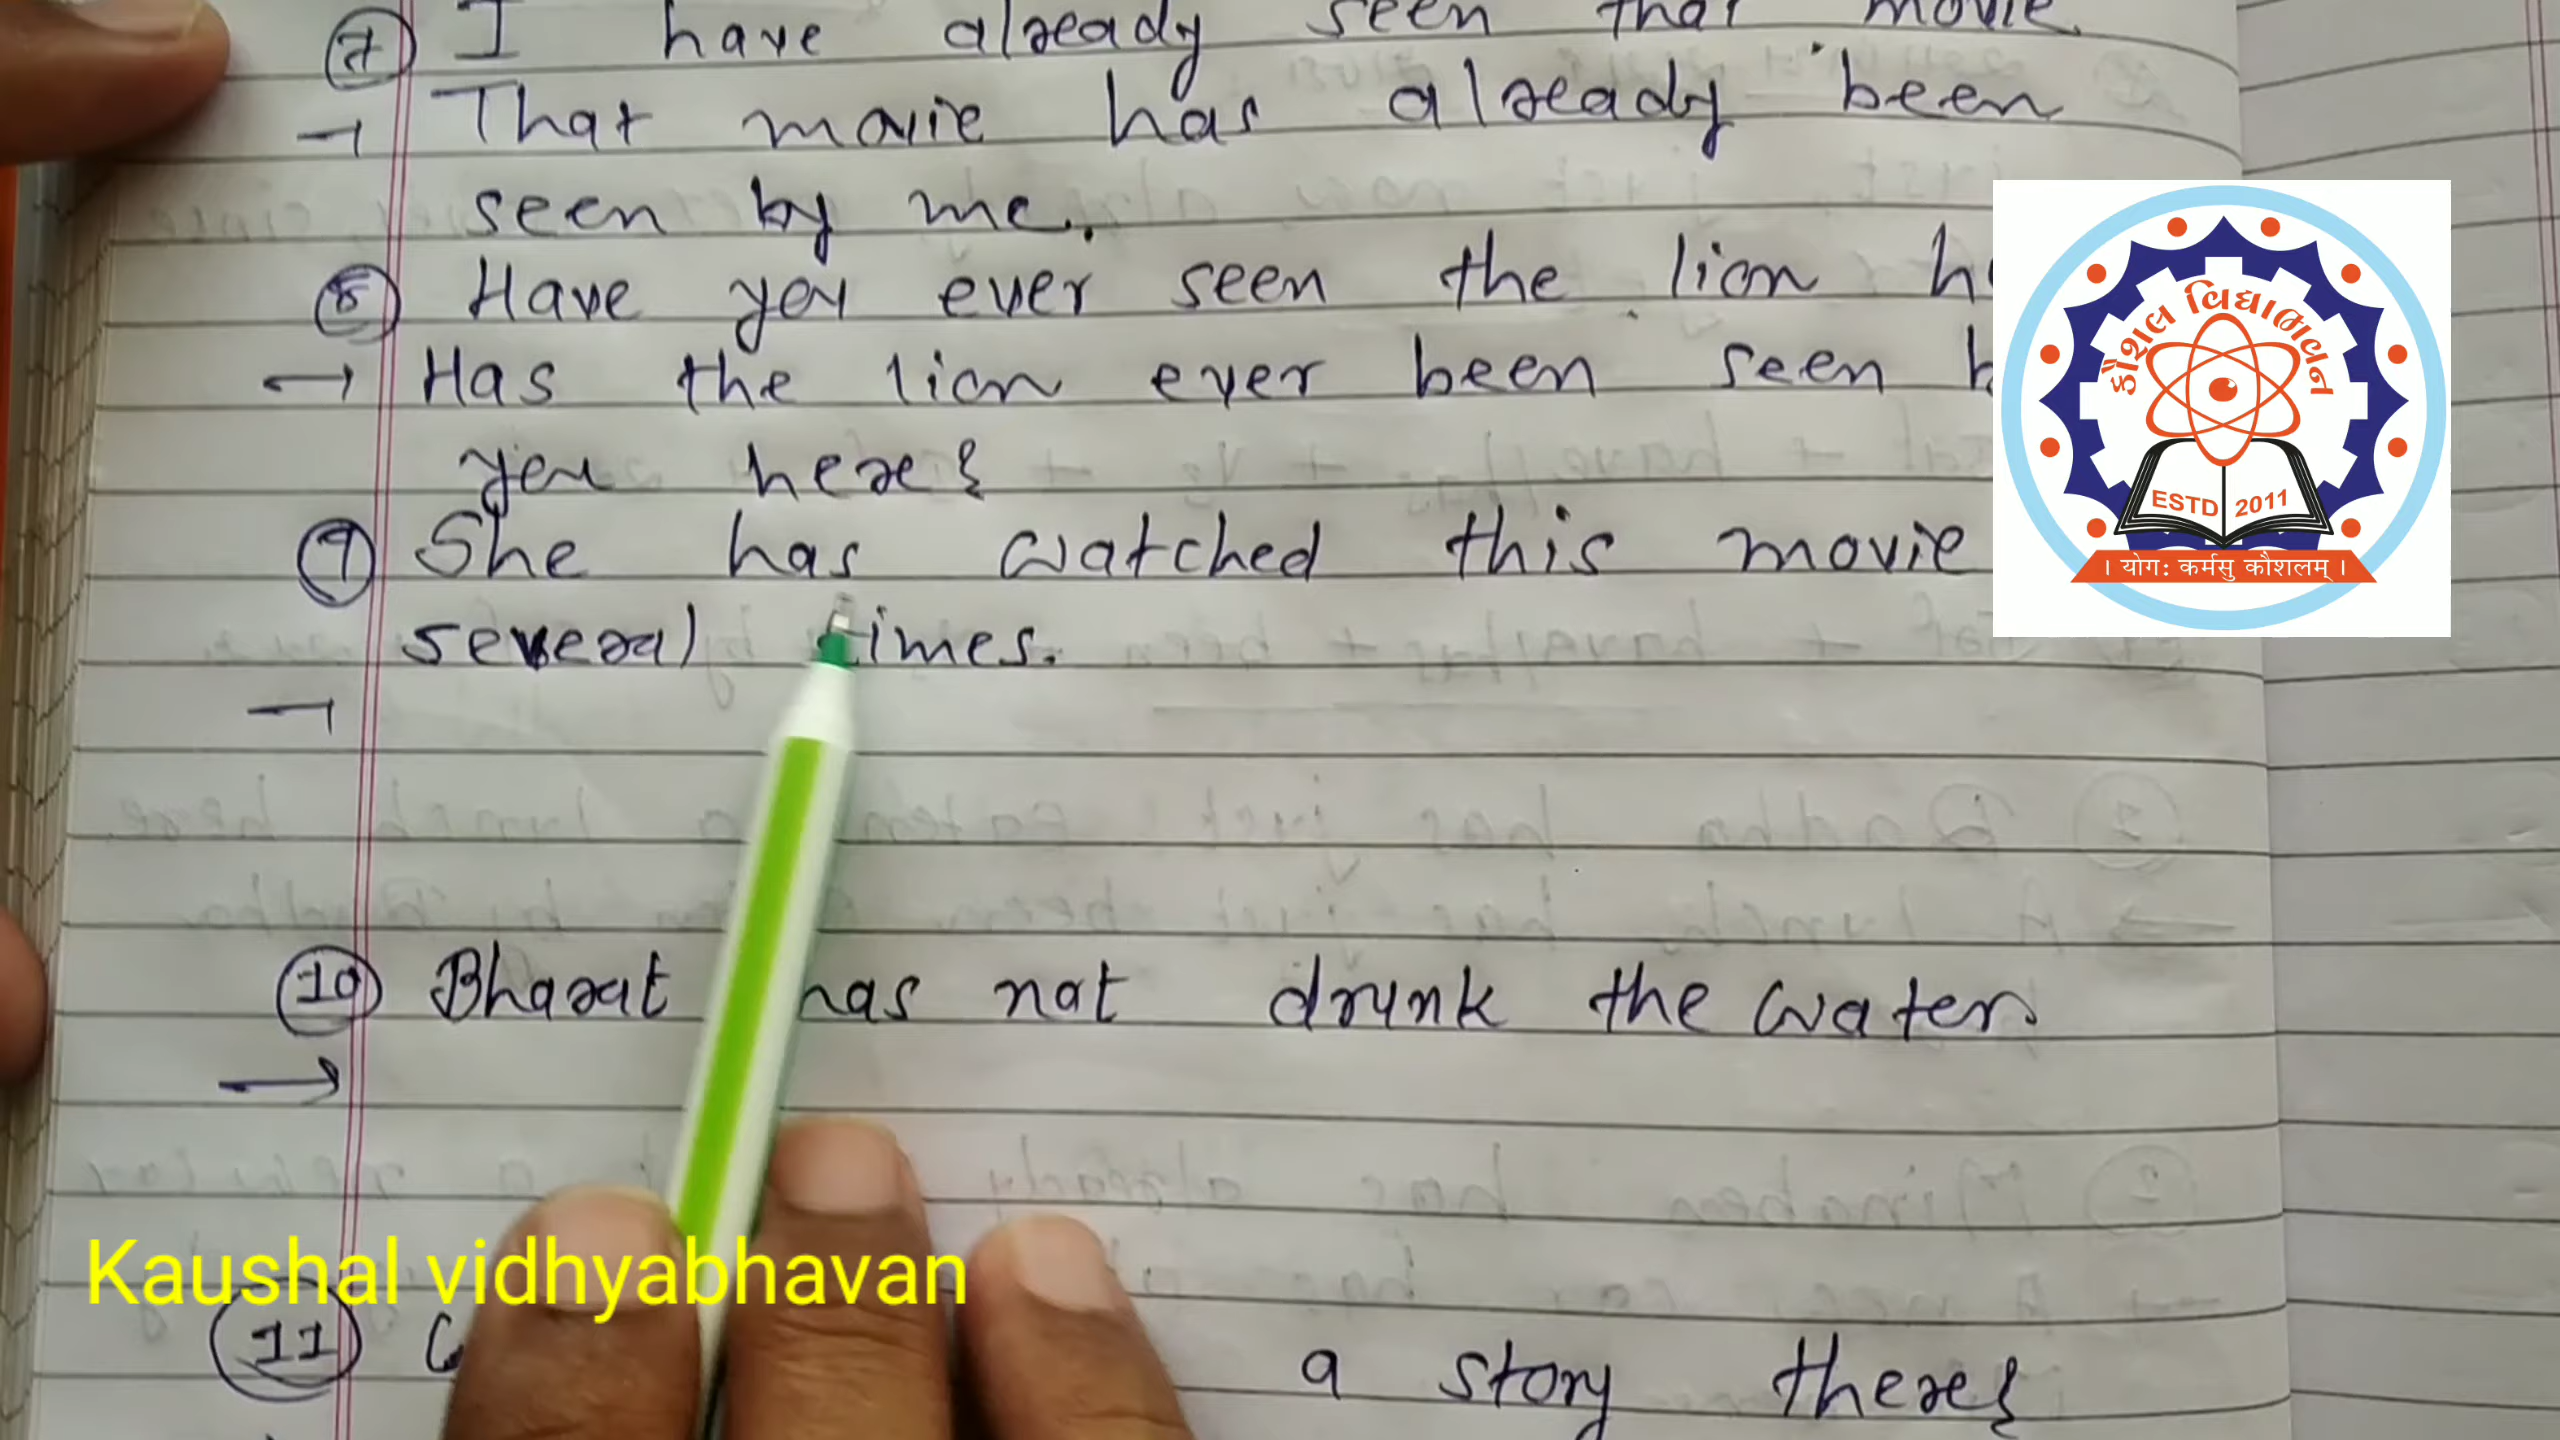 7 I have already seen that movie.
That movie has already been
seen by me.
8 Have you ever seen the lion
Has the lion ever been seen
you here?
9 She has watched this movie
several times.
10 Bharat has not drunk the water.
11 a story there?
કૌશલ વિદ્યાભવન
ESTD 2011
। योगः कर्मसु कौशलम् ।
Kaushal vidhyabhavan